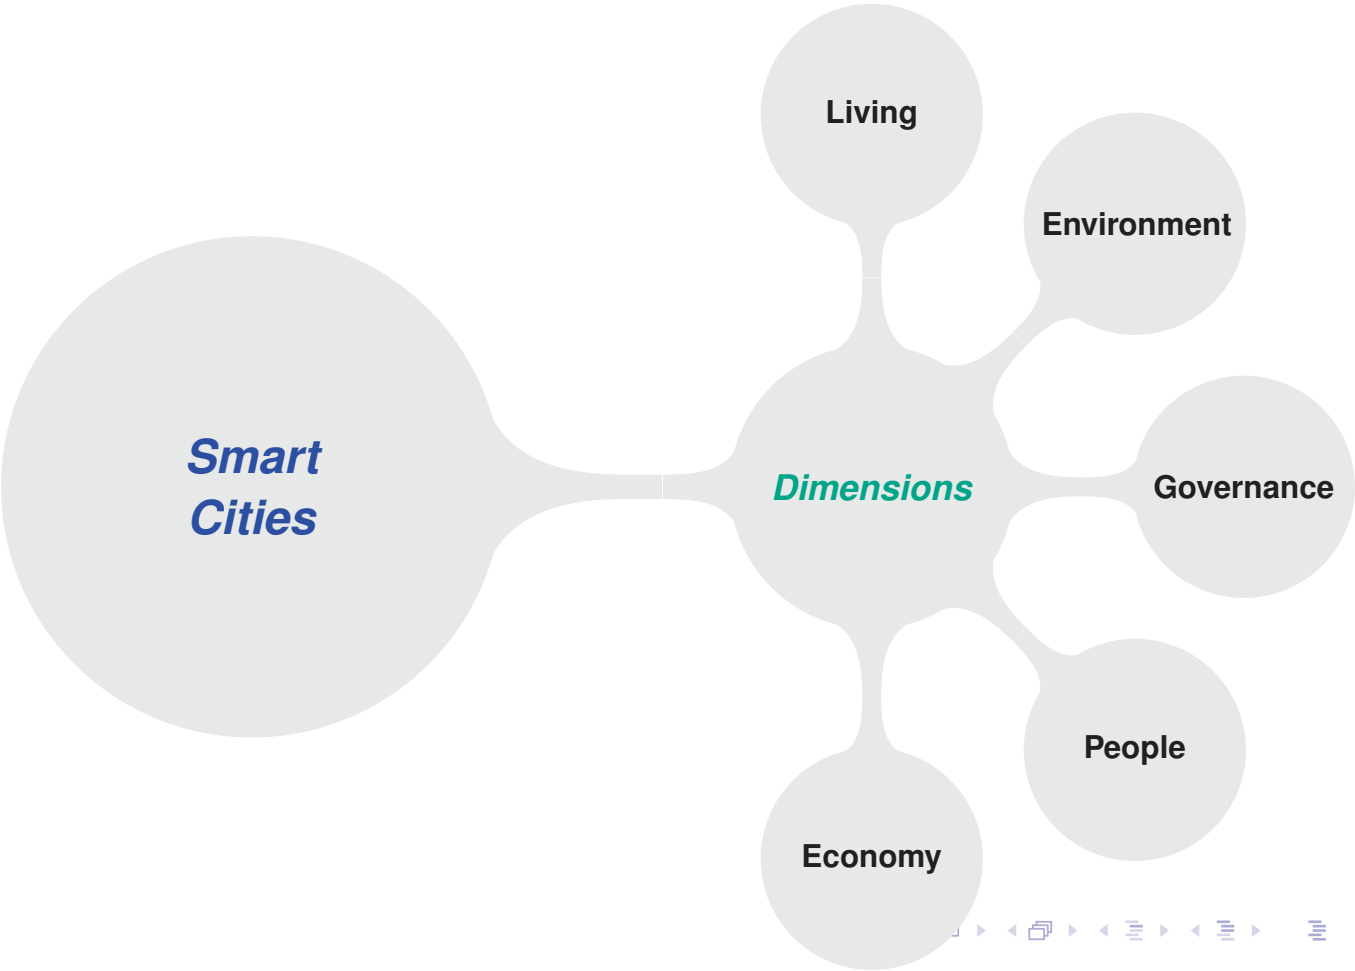 Living
Environment
Smart
Cities
Dimensions
Governance
People
Economy